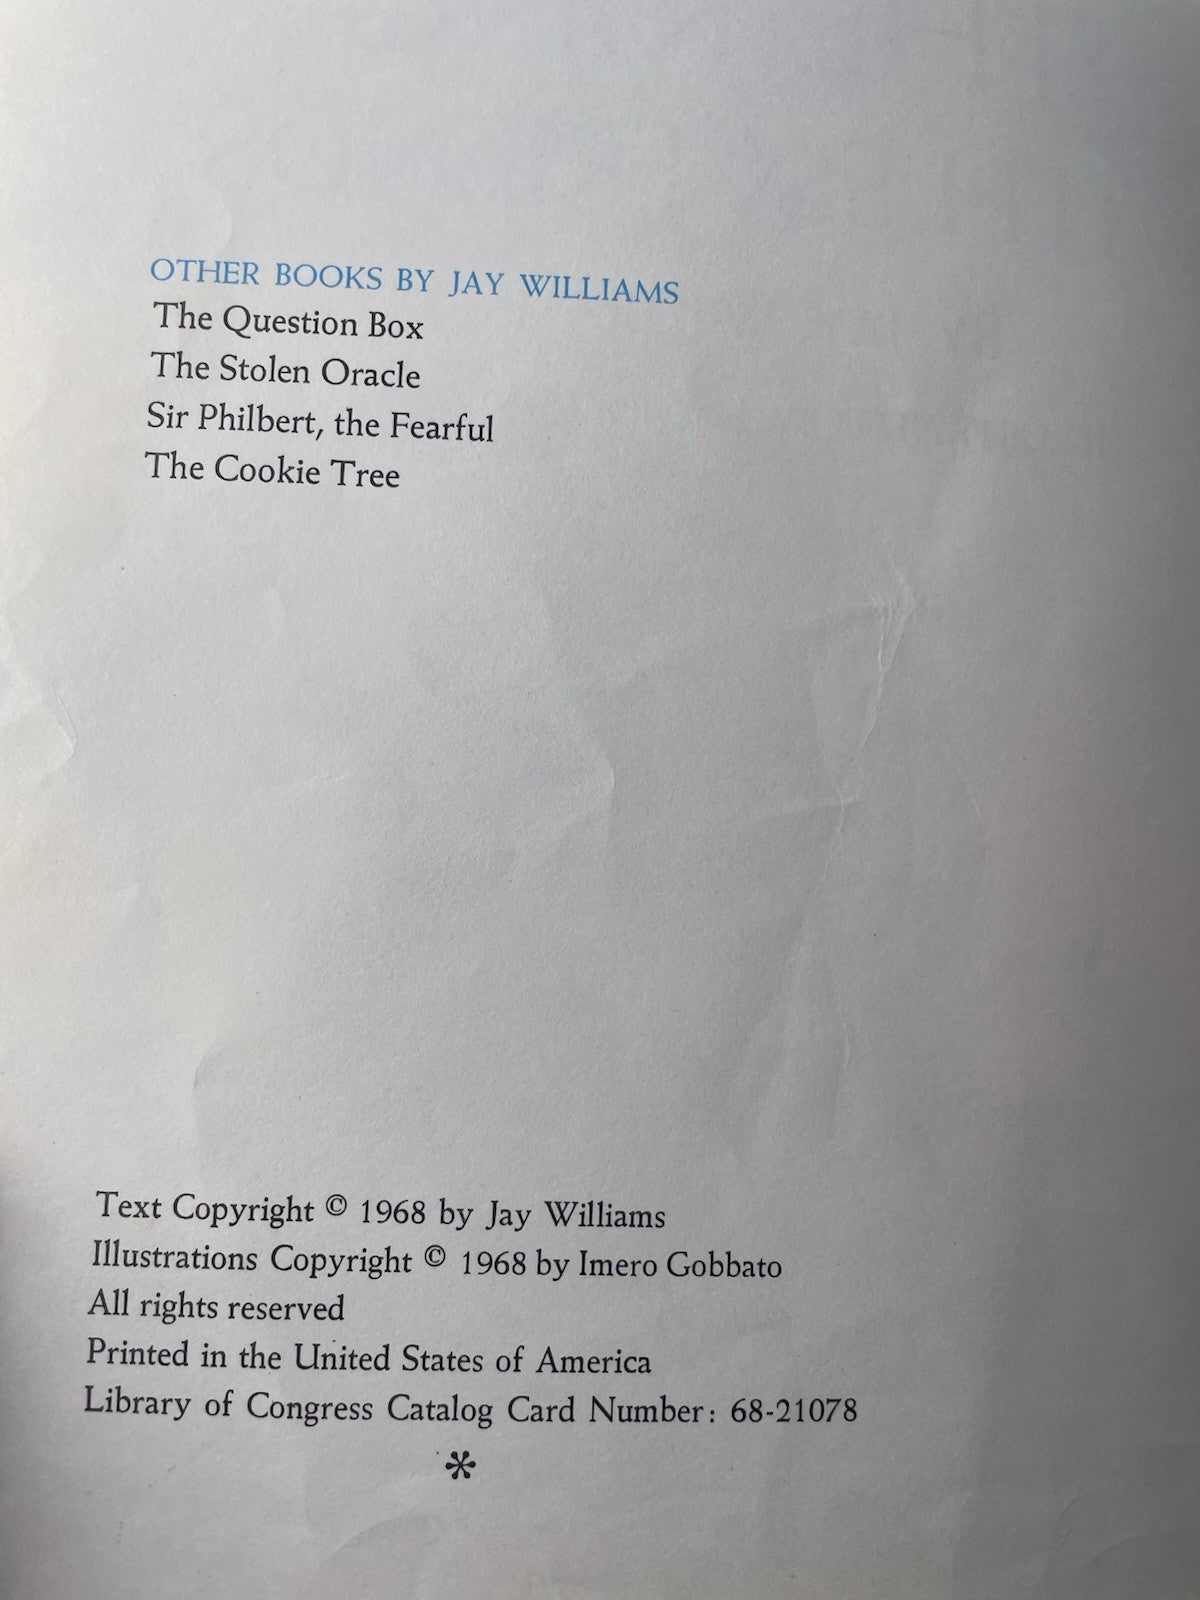 OTHER BOOKS BY JAY WILLIAMS
The Question Box
The Stolen Oracle
Sir Philbert, the Fearful
The Cookie Tree
Text Copyright © 1968 by Jay Williams
Illustrations Copyright © 1968 by Imero Gobbato
All rights reserved
Printed in the United States of America
Library of Congress Catalog Card Number: 68-21078
*